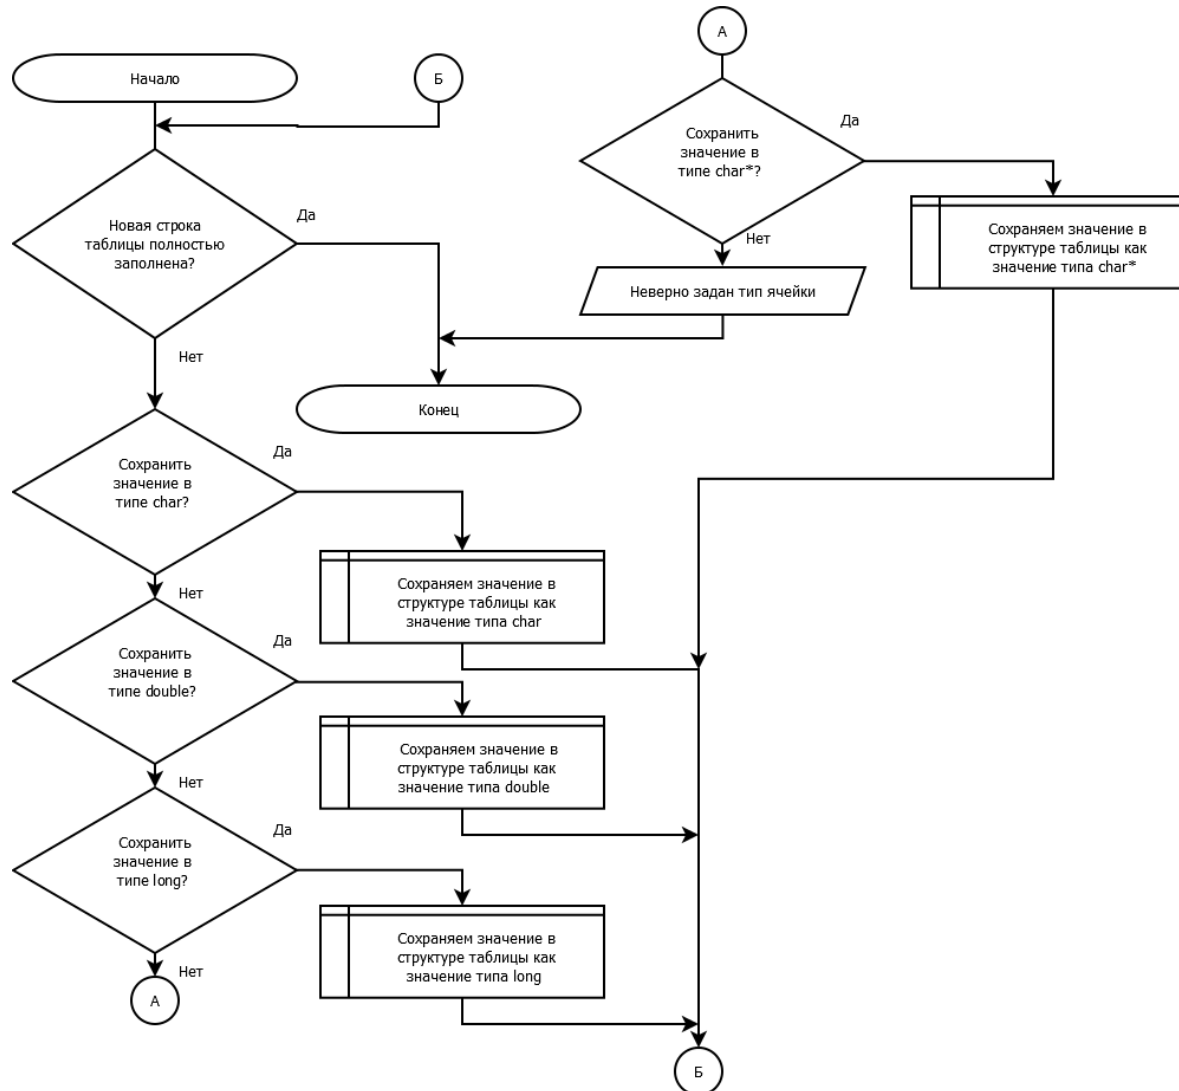 Начало
Б
Новая строка
таблицы полностью
заполнена?
Да
Нет
Конец
Сохранить
значение в
типе char?
Да
Нет
Сохраняем значение в
структуре таблицы как
значение типа char
Сохранить
значение в
типе double?
Да
Нет
Сохраняем значение в
структуре таблицы как
значение типа double
Сохранить
значение в
типе long?
Да
Нет
Сохраняем значение в
структуре таблицы как
значение типа long
А
А
Сохранить
значение в
типе char*?
Да
Нет
Сохраняем значение в
структуре таблицы как
значение типа char*
Неверно задан тип ячейки
Б